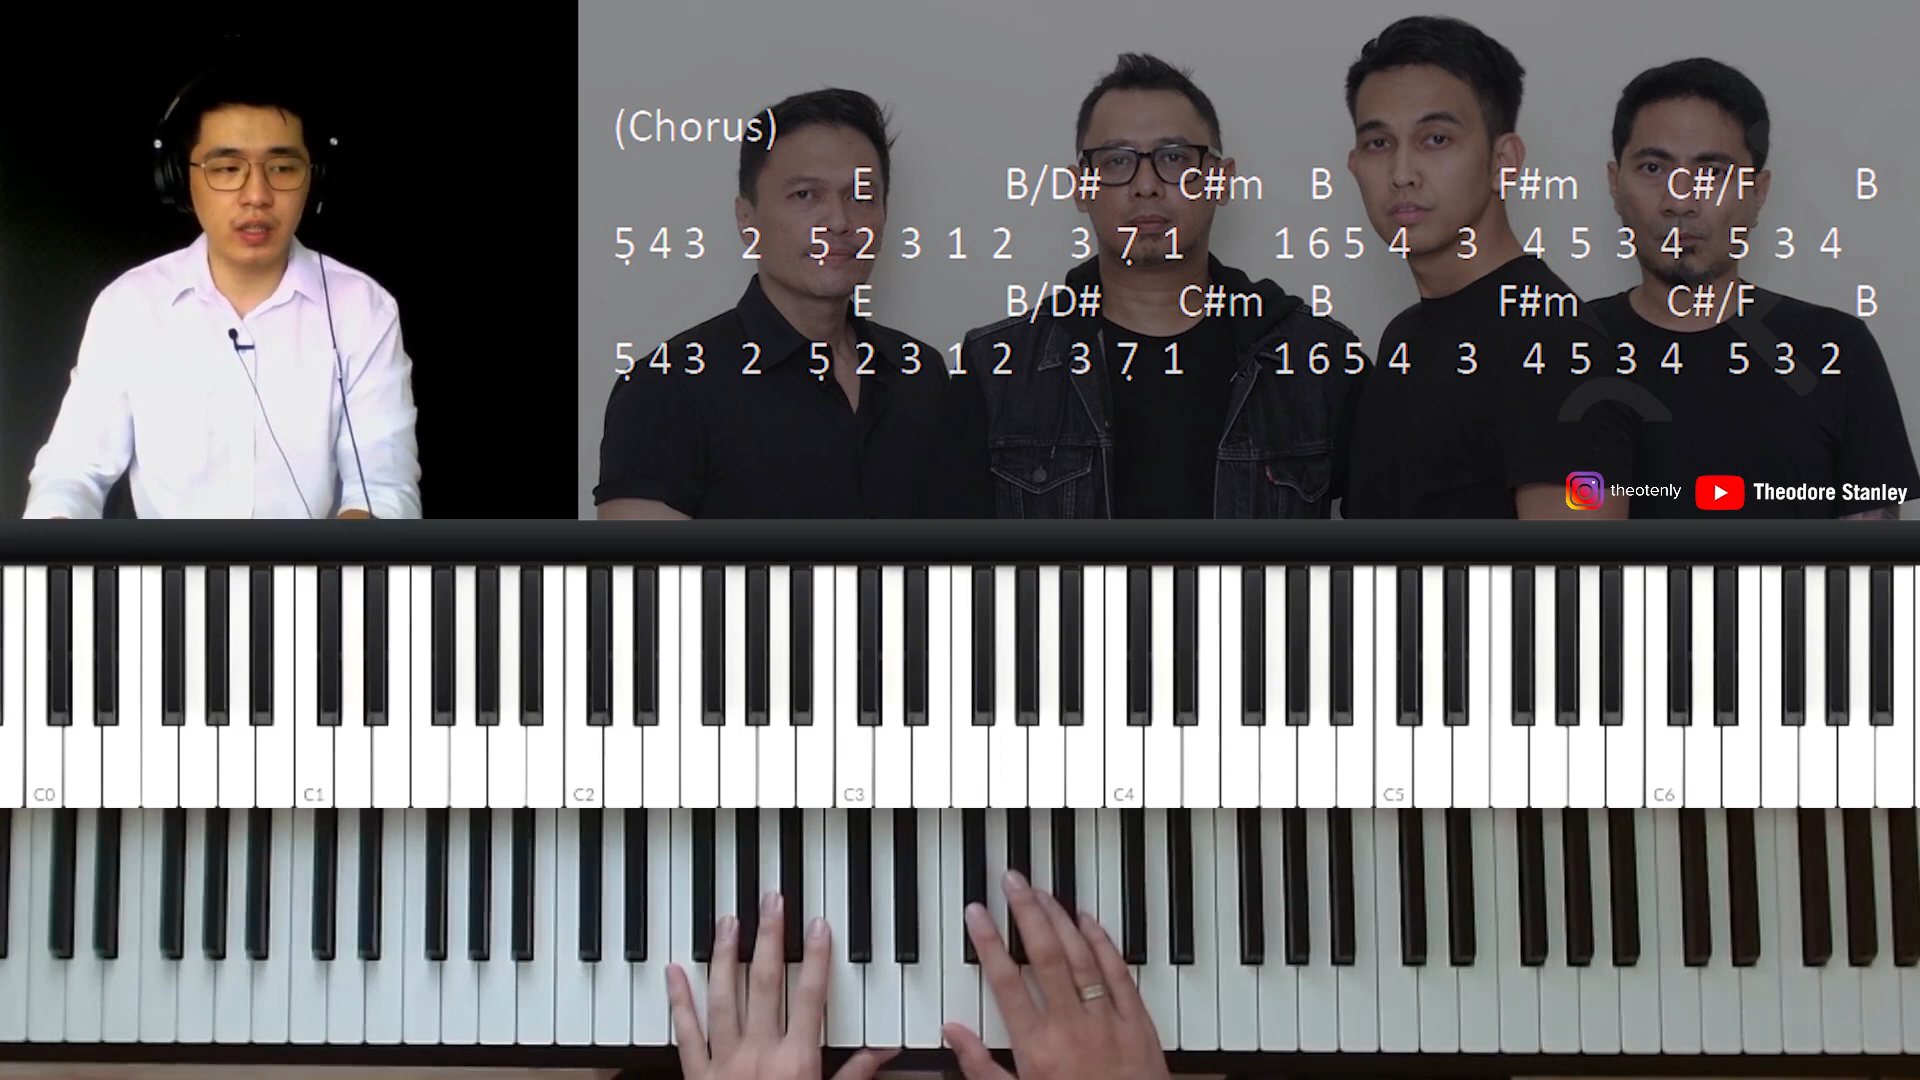 (Chorus)
E B/D# C#m B F#m C#/F B
5̣ 4 3 2 5̣ 2 3 1 2 3 7̣ 1 1 6 5 4 3 4 5 3 4 5 3 4
E B/D# C#m B F#m C#/F B
5̣ 4 3 2 5̣ 2 3 1 2 3 7̣ 1 1 6 5 4 3 4 5 3 4 5 3 2
theotenly Theodore Stanley
C0 C1 C2 C3 C4 C5 C6